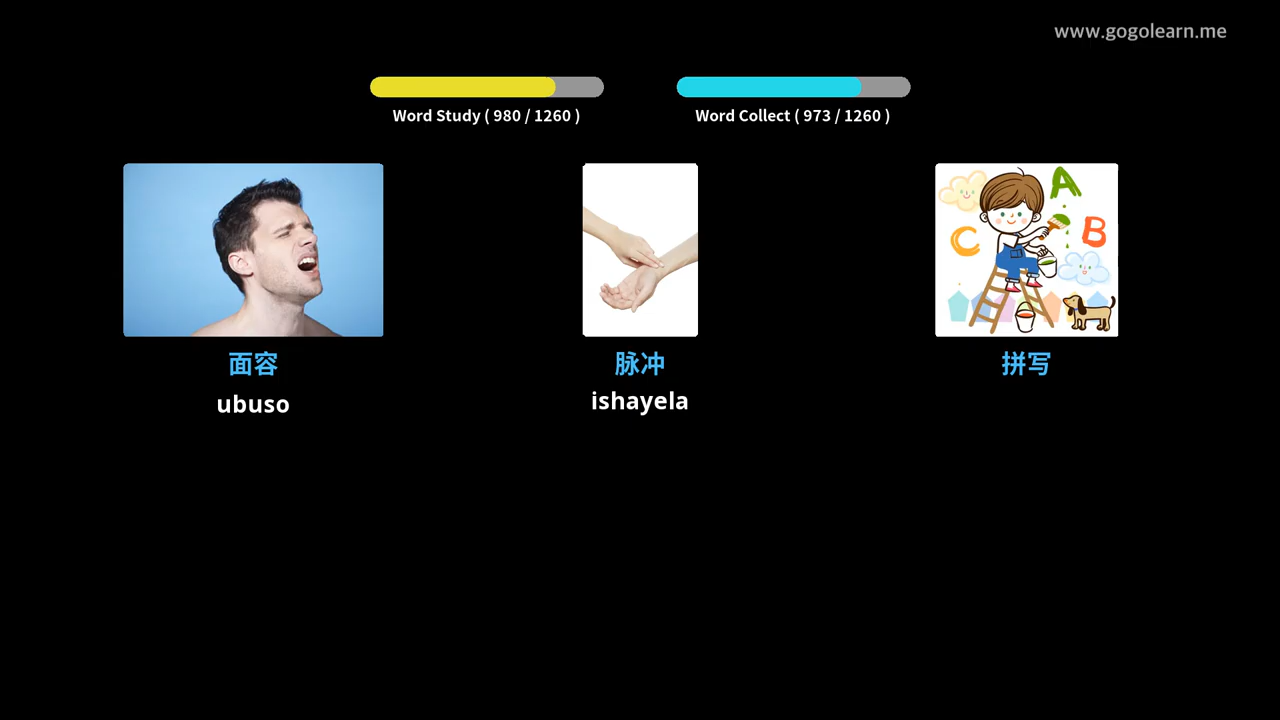 www.gogolearn.me
Word Study ( 980 / 1260 )
Word Collect ( 973 / 1260 )
A
B
C
面容
脉冲
拼写
ubuso
ishayela